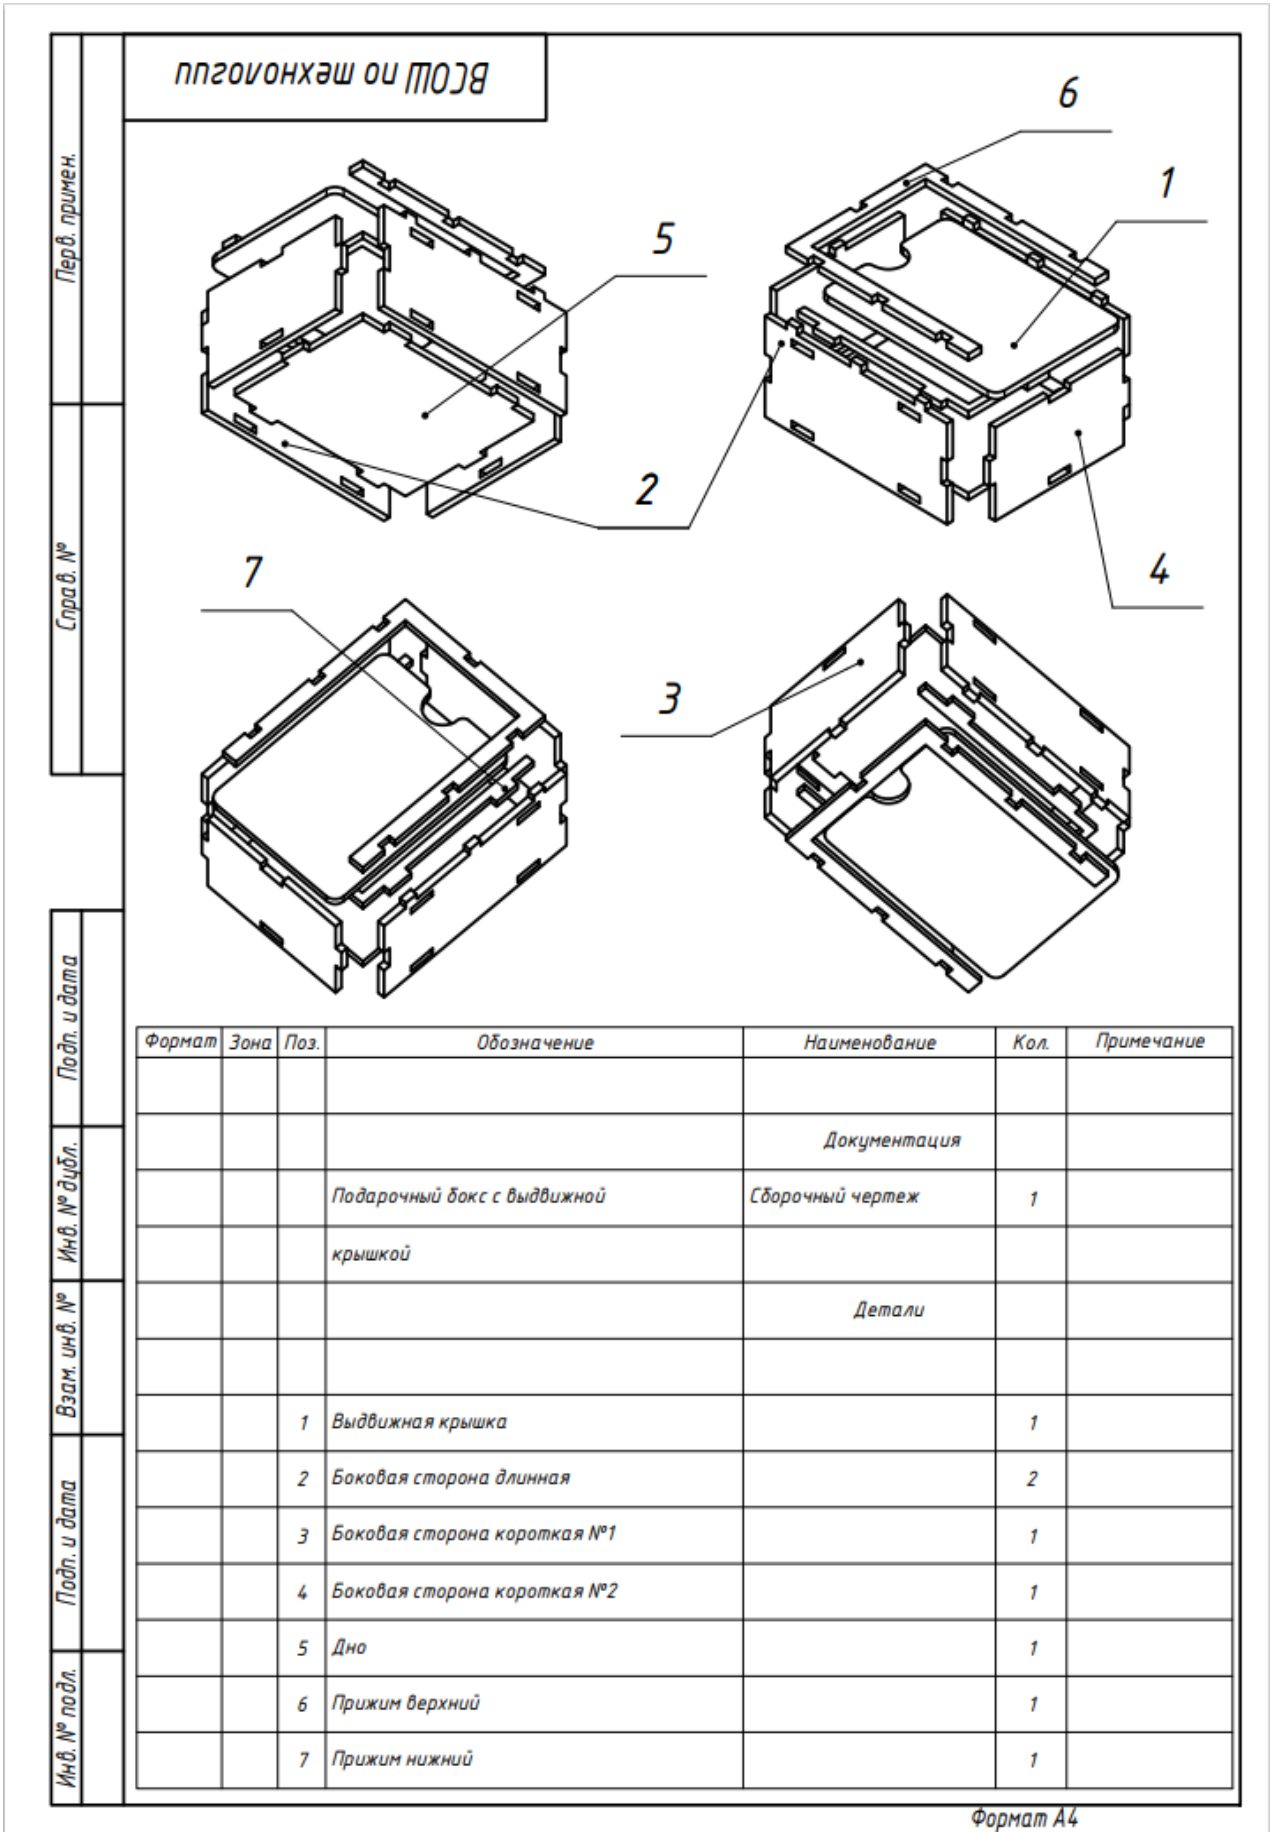 ВСОШ по технологии
6
1
5
2
4
7
3
Перв. примен.
Справ. №
Подп. и дата
Инв. № дубл.
Взам. инв. №
Подп. и дата
Инв. № подл.
Формат Зона Поз. Обозначение Наименование Кол. Примечание
Документация
Подарочный бокс с выдвижной Сборочный чертеж 1
крышкой
Детали
1 Выдвижная крышка 1
2 Боковая сторона длинная 2
3 Боковая сторона короткая №1 1
4 Боковая сторона короткая №2 1
5 Дно 1
6 Прижим верхний 1
7 Прижим нижний 1
Формат А4